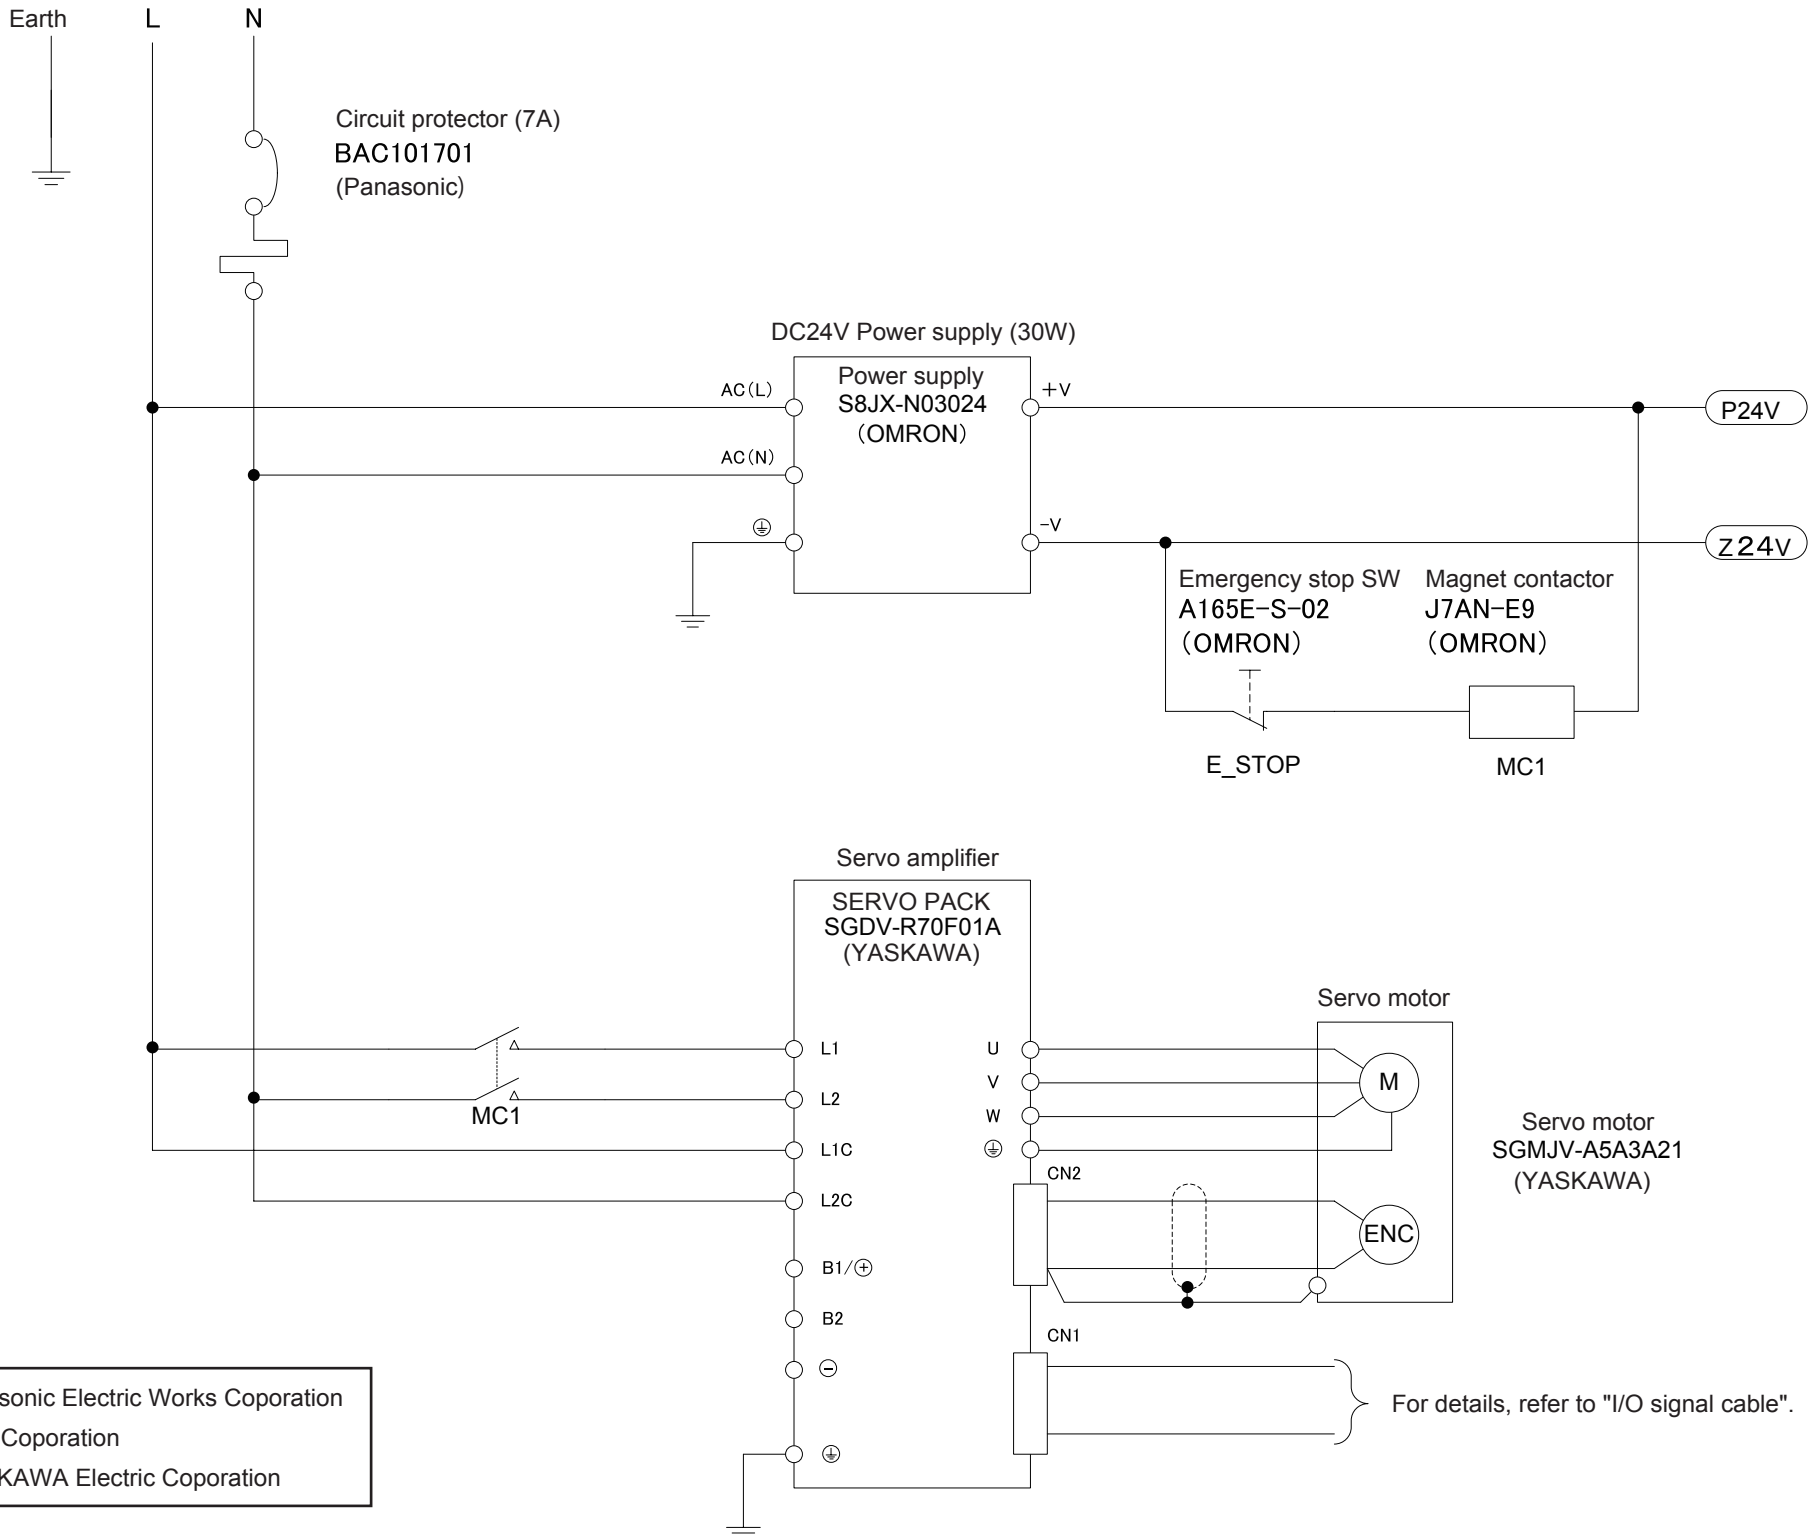 Earth
L
N
Circuit protector (7A)
BAC101701
(Panasonic)
DC24V Power supply (30W)
Power supply
S8JX-N03024
(OMRON)
AC(L)
AC(N)
+V
-V
P24V
Z24V
Emergency stop SW
A165E-S-02
(OMRON)
Magnet contactor
J7AN-E9
(OMRON)
E_STOP
MC1
Servo amplifier
SERVO PACK
SGDV-R70F01A
(YASKAWA)
L1
L2
L1C
L2C
B1/⊕
B2
⊖
MC1
U
V
W
CN2
CN1
Servo motor
M
ENC
Servo motor
SGMJV-A5A3A21
(YASKAWA)
For details, refer to "I/O signal cable".
sonic Electric Works Coporation
Coporation
KAWA Electric Coporation